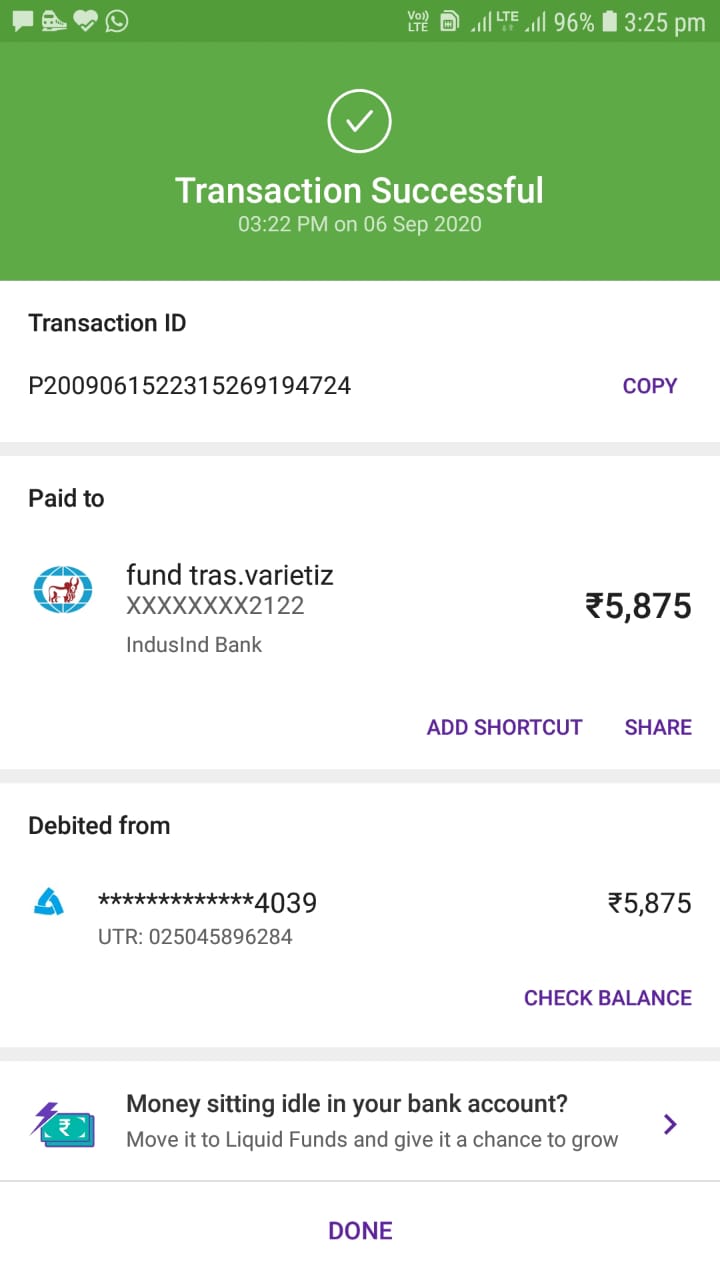 Vo)) LTE LTE 96% 3:25 pm
Transaction Successful
03:22 PM on 06 Sep 2020
Transaction ID
P2009061522315269194724 COPY
Paid to
fund tras.varietiz
XXXXXXXX2122
₹5,875
IndusInd Bank
ADD SHORTCUT SHARE
Debited from
*************4039 ₹5,875
UTR: 025045896284
CHECK BALANCE
Money sitting idle in your bank account?
Move it to Liquid Funds and give it a chance to grow
DONE